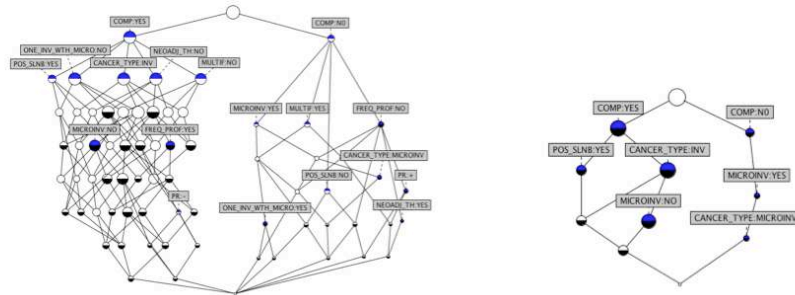 COMP:YES
COMP:N0
ONE_INV_WTH_MICRO:NO
NEOADJ_TH:NO
POS_SLNB:YES
CANCER_TYPE:INV
MULTIF:NO
MICROINV:YES
MULTIF:YES
FREQ_PROF:NO
MICROINV:NO
FREQ_PROF:YES
CANCER_TYPE:MICROINV
POS_SLNB:NO
PR:+
PR:-
ONE_INV_WTH_MICRO:YES
NEOADJ_TH:YES
COMP:YES
COMP:N0
POS_SLNB:YES
CANCER_TYPE:INV
MICROINV:YES
MICROINV:NO
CANCER_TYPE:MICROINV